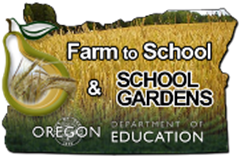 Farm to School
& SCHOOL
GARDENS
OREGON DEPARTMENT OF
EDUCATION